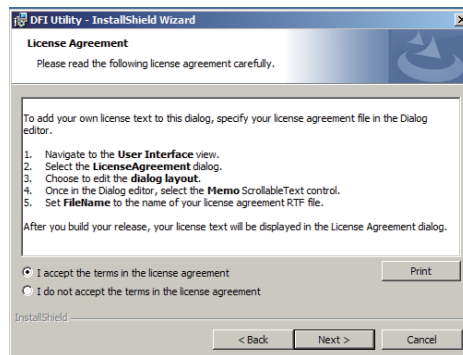 DFI Utility - InstallShield Wizard
License Agreement
Please read the following license agreement carefully.
To add your own license text to this dialog, specify your license agreement file in the Dialog
editor.
1. Navigate to the User Interface view.
2. Select the LicenseAgreement dialog.
3. Choose to edit the dialog layout.
4. Once in the Dialog editor, select the Memo ScrollableText control.
5. Set FileName to the name of your license agreement RTF file.
After you build your release, your license text will be displayed in the License Agreement dialog.
I accept the terms in the license agreement
Print
I do not accept the terms in the license agreement
InstallShield
< Back Next > Cancel